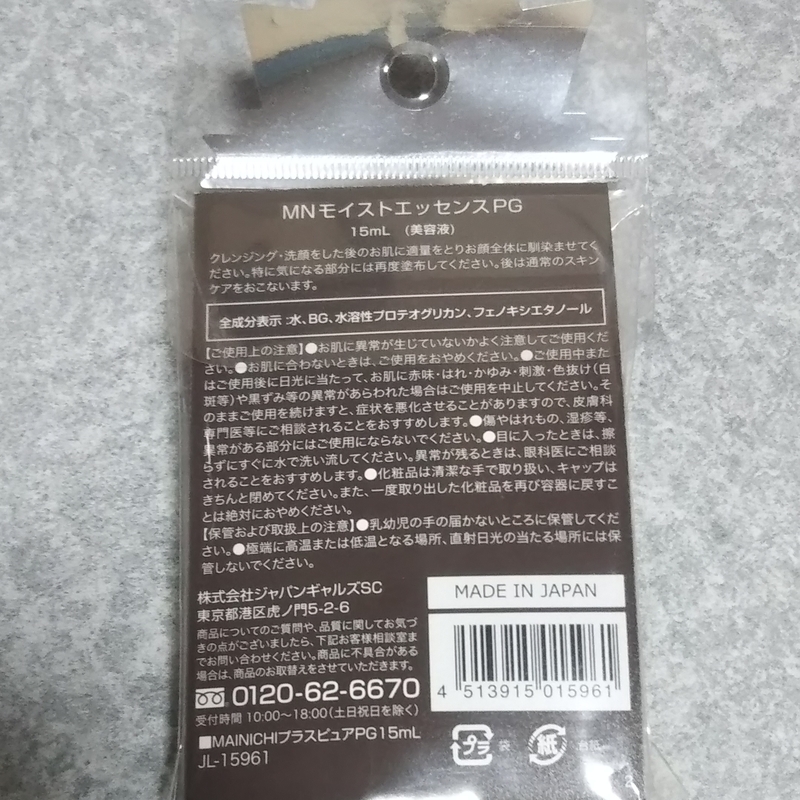 MNモイストエッセンスPG
15mL (美容液)
クレンジング・洗顔をした後のお肌に適量をとりお顔全体に馴染ませてく
ださい。特に気になる部分には再度塗布してください。後は通常のスキン
ケアをおこないます。
全成分表示:水、BG、水溶性プロテオグリカン、フェノキシエタノール
【ご使用上の注意】●お肌に異常が生じていないかよく注意してご使用くだ
さい。●お肌に合わないときは、ご使用をおやめください。●ご使用中また
はご使用後に日光に当たって、お肌に赤味・はれ・かゆみ・刺激・色抜け(白
斑等)や黒ずみ等の異常があらわれた場合はご使用を中止してください。そ
のままご使用を続けますと、症状を悪化させることがありますので、皮膚科
専門医等にご相談されることをおすすめします。●傷やはれもの、湿疹等、
異常がある部分にはご使用にならないでください。●目に入ったときは、擦
らずにすぐに水で洗い流してください。異常が残るときは、眼科医にご相談
されることをおすすめします。●化粧品は清潔な手で取り扱い、キャップは
きちんと閉めてください。また、一度取り出した化粧品を再び容器に戻すこ
とは絶対におやめください。
【保管および取扱上の注意】●乳幼児の手の届かないところに保管してくだ
さい。●極端に高温または低温となる場所、直射日光の当たる場所には保
管しないでください。
株式会社ジャパンギャルズSC
東京都港区虎ノ門5-2-6
商品についてのご質問や、品質に関してお気づ
きの点がございましたら、下記お客様相談室ま
でお問い合わせください。商品に不具合がある
場合は、商品のお取替えをさせていただきます。
0120-62-6670
受付時間 10:00〜18:00(土日祝日を除く)
■MAINICHIプラスピュアPG15mL
JL-15961
MADE IN JAPAN
4 513915 015961
プラ 袋
紙 台紙